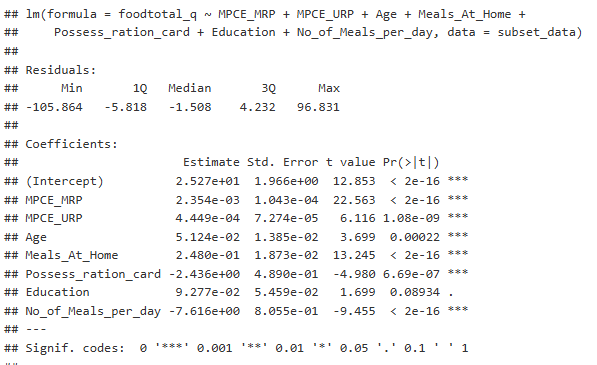 ## lm(formula = foodtotal_q ~ MPCE_MRP + MPCE_URP + Age + Meals_At_Home +
##     Possess_ration_card + Education + No_of_Meals_per_day, data = subset_data)
##
## Residuals:
##      Min       1Q   Median       3Q      Max
## -105.864   -5.818   -1.508    4.232   96.831
##
## Coefficients:
##                       Estimate Std. Error t value Pr(>|t|)
## (Intercept)          2.527e+01  1.966e+00  12.853  < 2e-16 ***
## MPCE_MRP             2.354e-03  1.043e-04  22.563  < 2e-16 ***
## MPCE_URP             4.449e-04  7.274e-05   6.116 1.08e-09 ***
## Age                  5.124e-02  1.385e-02   3.699  0.00022 ***
## Meals_At_Home        2.480e-01  1.873e-02  13.245  < 2e-16 ***
## Possess_ration_card -2.436e+00  4.890e-01  -4.980 6.69e-07 ***
## Education            9.277e-02  5.459e-02   1.699  0.08934 .
## No_of_Meals_per_day -7.616e+00  8.055e-01  -9.455  < 2e-16 ***
## ---
## Signif. codes:  0 '***' 0.001 '**' 0.01 '*' 0.05 '.' 0.1 ' ' 1
##